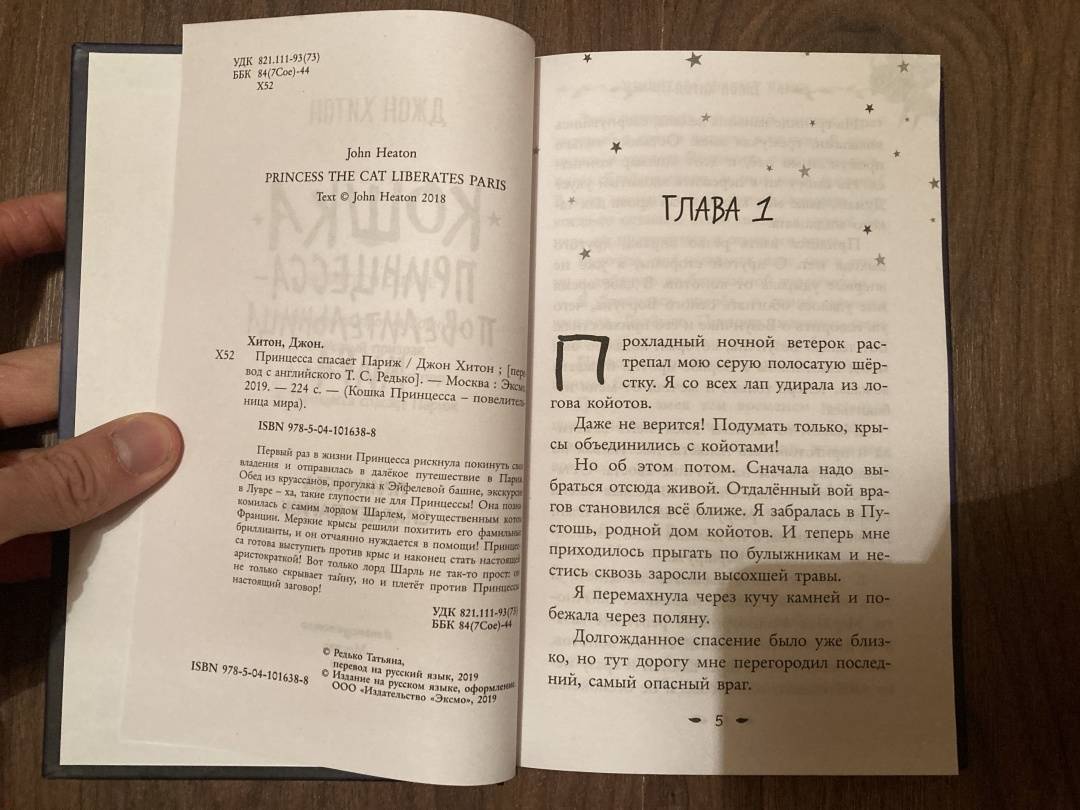 УДК 821.111-93(73)
ББК 84(7Сое)-44
Х52
John Heaton
PRINCESS THE CAT LIBERATES PARIS
Text © John Heaton 2018
Хитон, Джон.
Х52 Принцесса спасает Париж / Джон Хитон ; [пере-
вод с английского Т. С. Редько]. — Москва : Эксмо,
2019. — 224 с. — (Кошка Принцесса – повелитель-
ница мира).
ISBN 978-5-04-101638-8
Первый раз в жизни Принцесса рискнула покинуть свои
владения и отправилась в далёкое путешествие в Париж.
Обед из круассанов, прогулка к Эйфелевой башне, экскурсия
в Лувре – ха, такие глупости не для Принцессы! Она позна-
комилась с самим лордом Шарлем, могущественным котом
Франции. Мерзкие крысы решили похитить его фамильные
бриллианты, и он отчаянно нуждается в помощи! Принцес-
са готова выступить против крыс и наконец стать настоящей
аристократкой! Вот только лорд Шарль не так-то прост: он
не только скрывает тайну, но и плетёт против Принцессы
настоящий заговор!
УДК 821.111-93(73)
ББК 84(7Сое)-44
© Редько Татьяна,
перевод на русский язык, 2019
© Издание на русском языке, оформление.
ООО «Издательство «Эксмо», 2019
ISBN 978-5-04-101638-8
ГЛАВА 1
Прохладный ночной ветерок рас-
трепал мою серую полосатую шёр-
стку. Я со всех лап удирала из ло-
гова койотов.
Даже не верится! Подумать только, кры-
сы объединились с койотами!
Но об этом потом. Сначала надо вы-
браться отсюда живой. Отдалённый вой вра-
гов становился всё ближе. Я забралась в Пу-
стошь, родной дом койотов. И теперь мне
приходилось прыгать по булыжникам и не-
стись сквозь заросли высохшей травы.
Я перемахнула через кучу камней и по-
бежала через поляну.
Долгожданное спасение было уже близ-
ко, но тут дорогу мне перегородил послед-
ний, самый опасный враг.
5